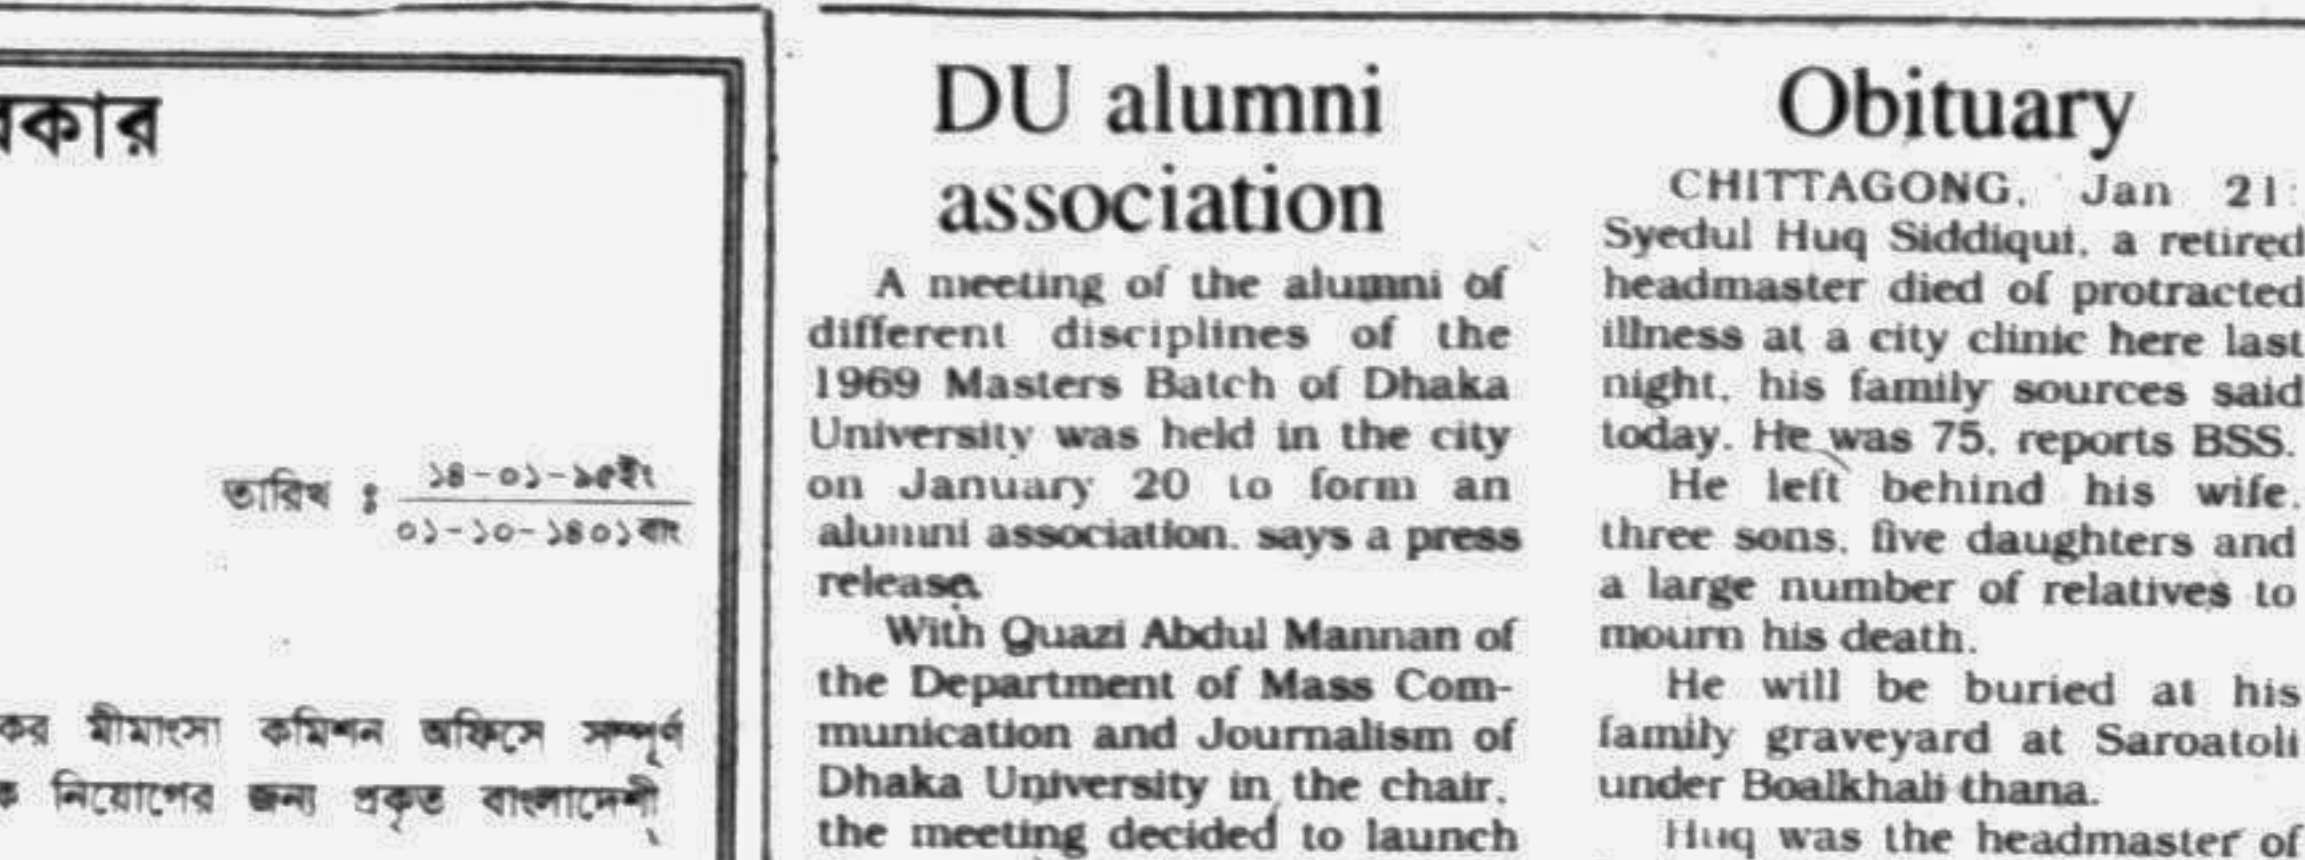 রকার
তারিখ : ১৪-০১-৯৫ইং
০১-১০-১৪০১বাং
কর মীমাংসা কমিশন অফিসে সম্পূর্ণ
নিয়োগের জন্য প্রকৃত বাংলাদেশী
DU alumni
association
A meeting of the alumni of
different disciplines of the
1969 Masters Batch of Dhaka
University was held in the city
on January 20 to form an
alumni association, says a press
release.
With Quazi Abdul Mannan of
the Department of Mass Com-
munication and Journalism of
Dhaka University in the chair,
the meeting decided to launch
Obituary
CHITTAGONG, Jan 21:
Syedul Huq Siddiqui, a retired
headmaster died of protracted
illness at a city clinic here last
night, his family sources said
today. He was 75, reports BSS.
He left behind his wife,
three sons, five daughters and
a large number of relatives to
mourn his death.
He will be buried at his
family graveyard at Saroatoli
under Boalkhali thana.
Huq was the headmaster of